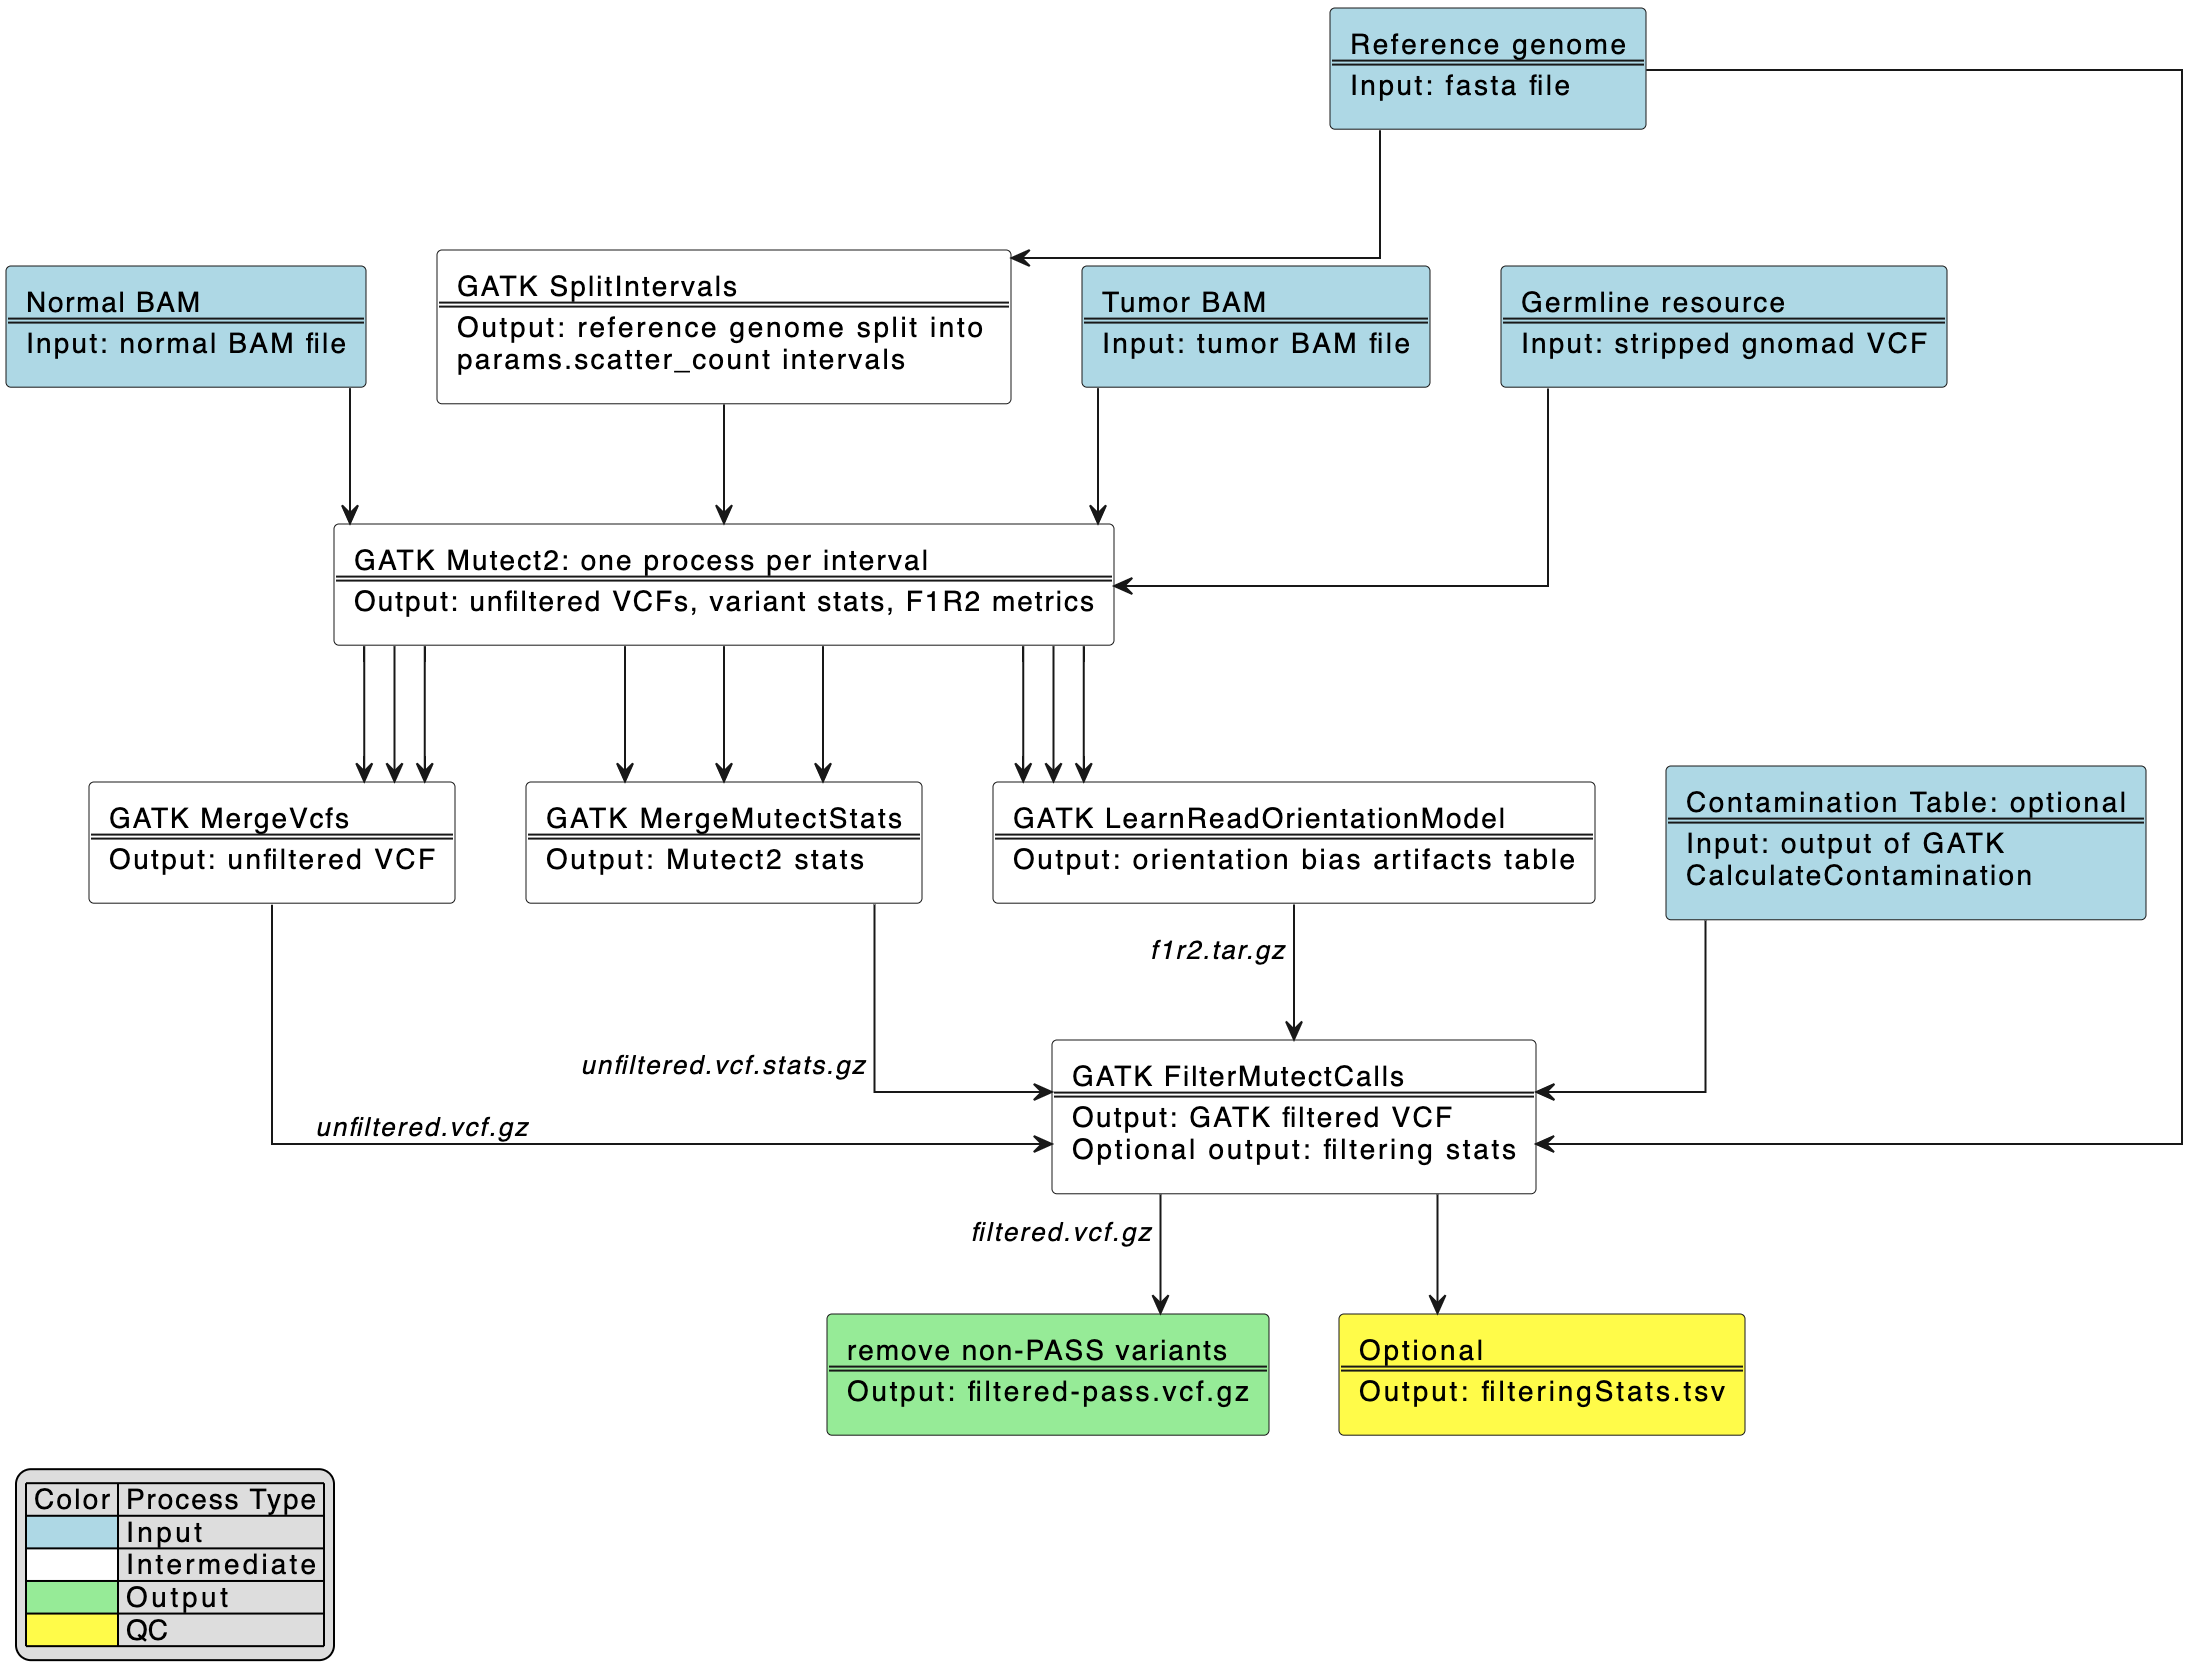 Reference genome
Input: fasta file
Normal BAM
Input: normal BAM file
GATK SplitIntervals
Output: reference genome split into
params.scatter_count intervals
Tumor BAM
Input: tumor BAM file
Germline resource
Input: stripped gnomad VCF
GATK Mutect2: one process per interval
Output: unfiltered VCFs, variant stats, F1R2 metrics
GATK MergeVcfs
Output: unfiltered VCF
GATK MergeMutectStats
Output: Mutect2 stats
GATK LearnReadOrientationModel
Output: orientation bias artifacts table
Contamination Table: optional
Input: output of GATK
CalculateContamination
f1r2.tar.gz
unfiltered.vcf.stats.gz
unfiltered.vcf.gz
GATK FilterMutectCalls
Output: GATK filtered VCF
Optional output: filtering stats
filtered.vcf.gz
remove non-PASS variants
Output: filtered-pass.vcf.gz
Optional
Output: filteringStats.tsv
Color Process Type
Input
Intermediate
Output
QC